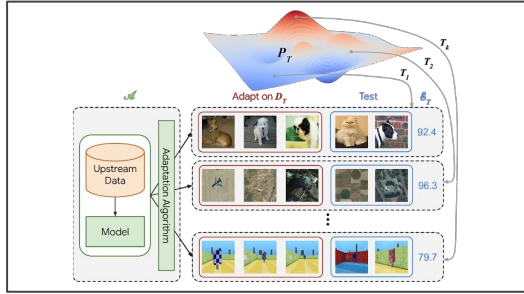 P_T
T_k
T_2
T_1
𝒜 Adapt on D_T Test ℰ_T
Upstream
Data
Model
Adaptation Algorithm
92.4
96.3
79.7